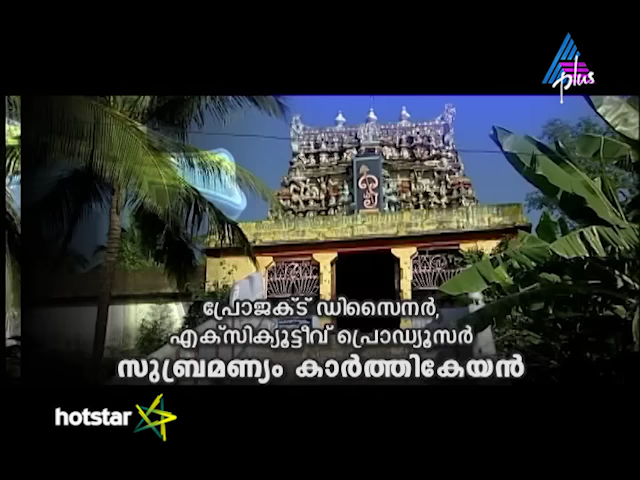 plus
പ്രോജക്ട് ഡിസൈനർ,
എക്സിക്യൂട്ടീവ് പ്രൊഡ്യൂസർ
സുബ്രമണ്യം കാർത്തികേയൻ
hotstar